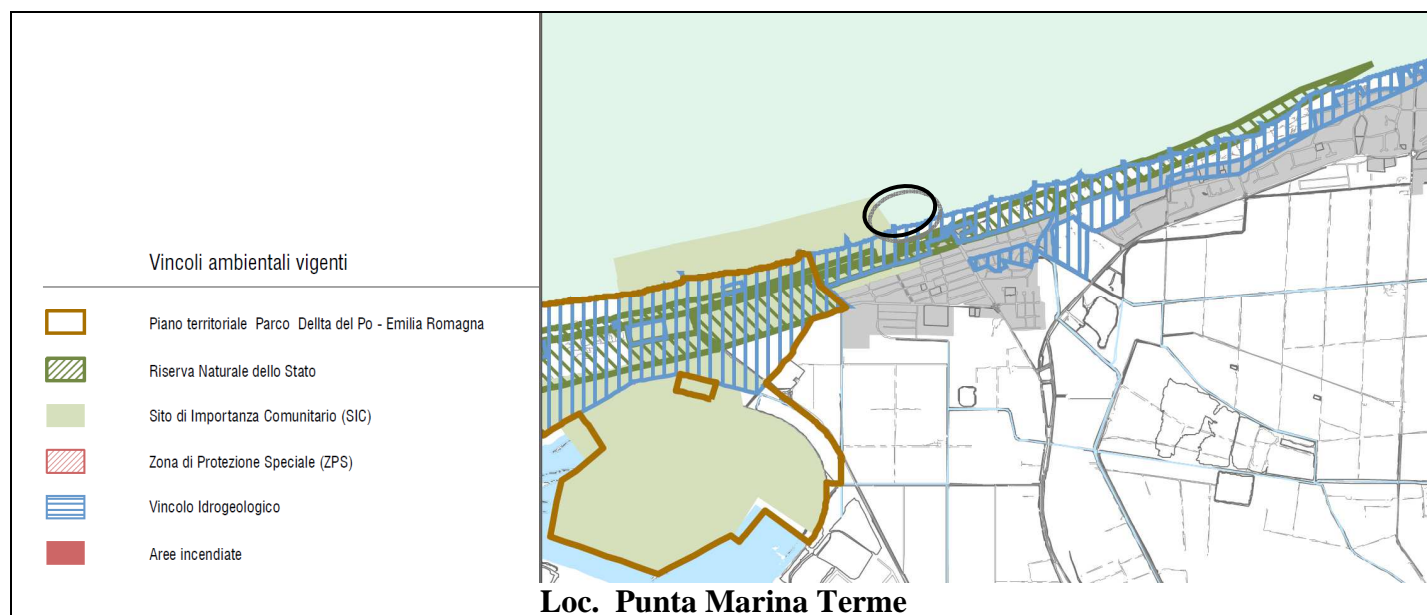 Vincoli ambientali vigenti
Piano territoriale Parco Dellta del Po - Emilia Romagna
Riserva Naturale dello Stato
Sito di Importanza Comunitario (SIC)
Zona di Protezione Speciale (ZPS)
Vincolo Idrogeologico
Aree incendiate
Loc. Punta Marina Terme